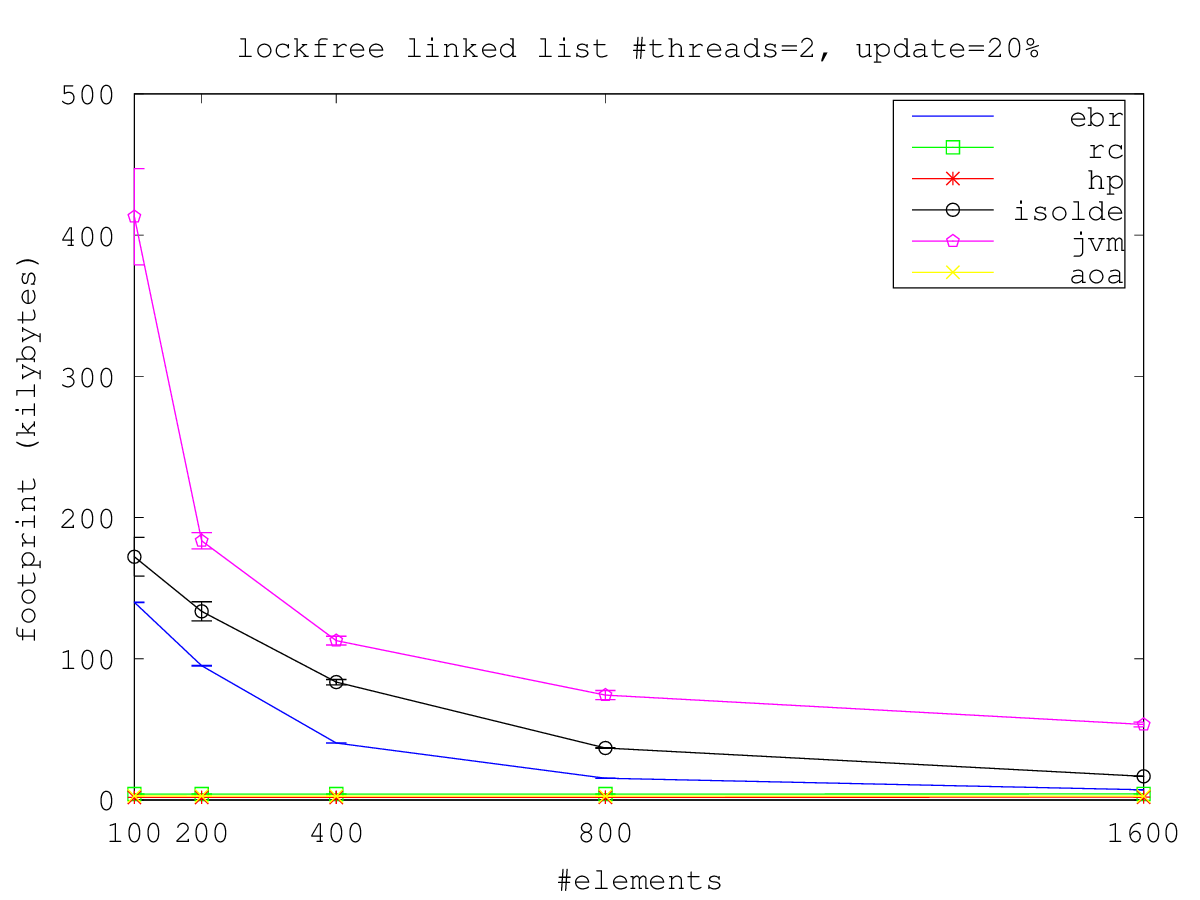 lockfree linked list #threads=2, update=20%
500
400
300
200
100
0
footprint (kilybytes)
ebr
rc
hp
isolde
jvm
aoa
100 200 400 800 1600
#elements